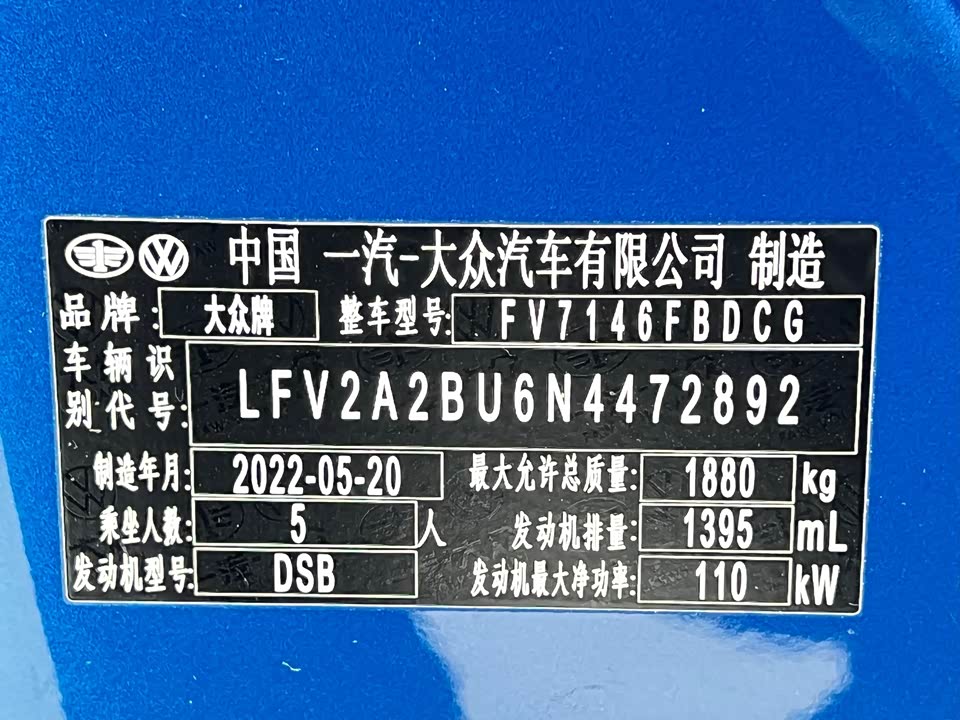 中国 一汽-大众汽车有限公司 制造
品牌: 大众牌 整车型号: FV7146FBDCG
车辆识别代号: LFV2A2BU6N4472892
制造年月: 2022-05-20 最大允许总质量: 1880 kg
乘坐人数: 5 人 发动机排量: 1395 mL
发动机型号: DSB 发动机最大净功率: 110 kW